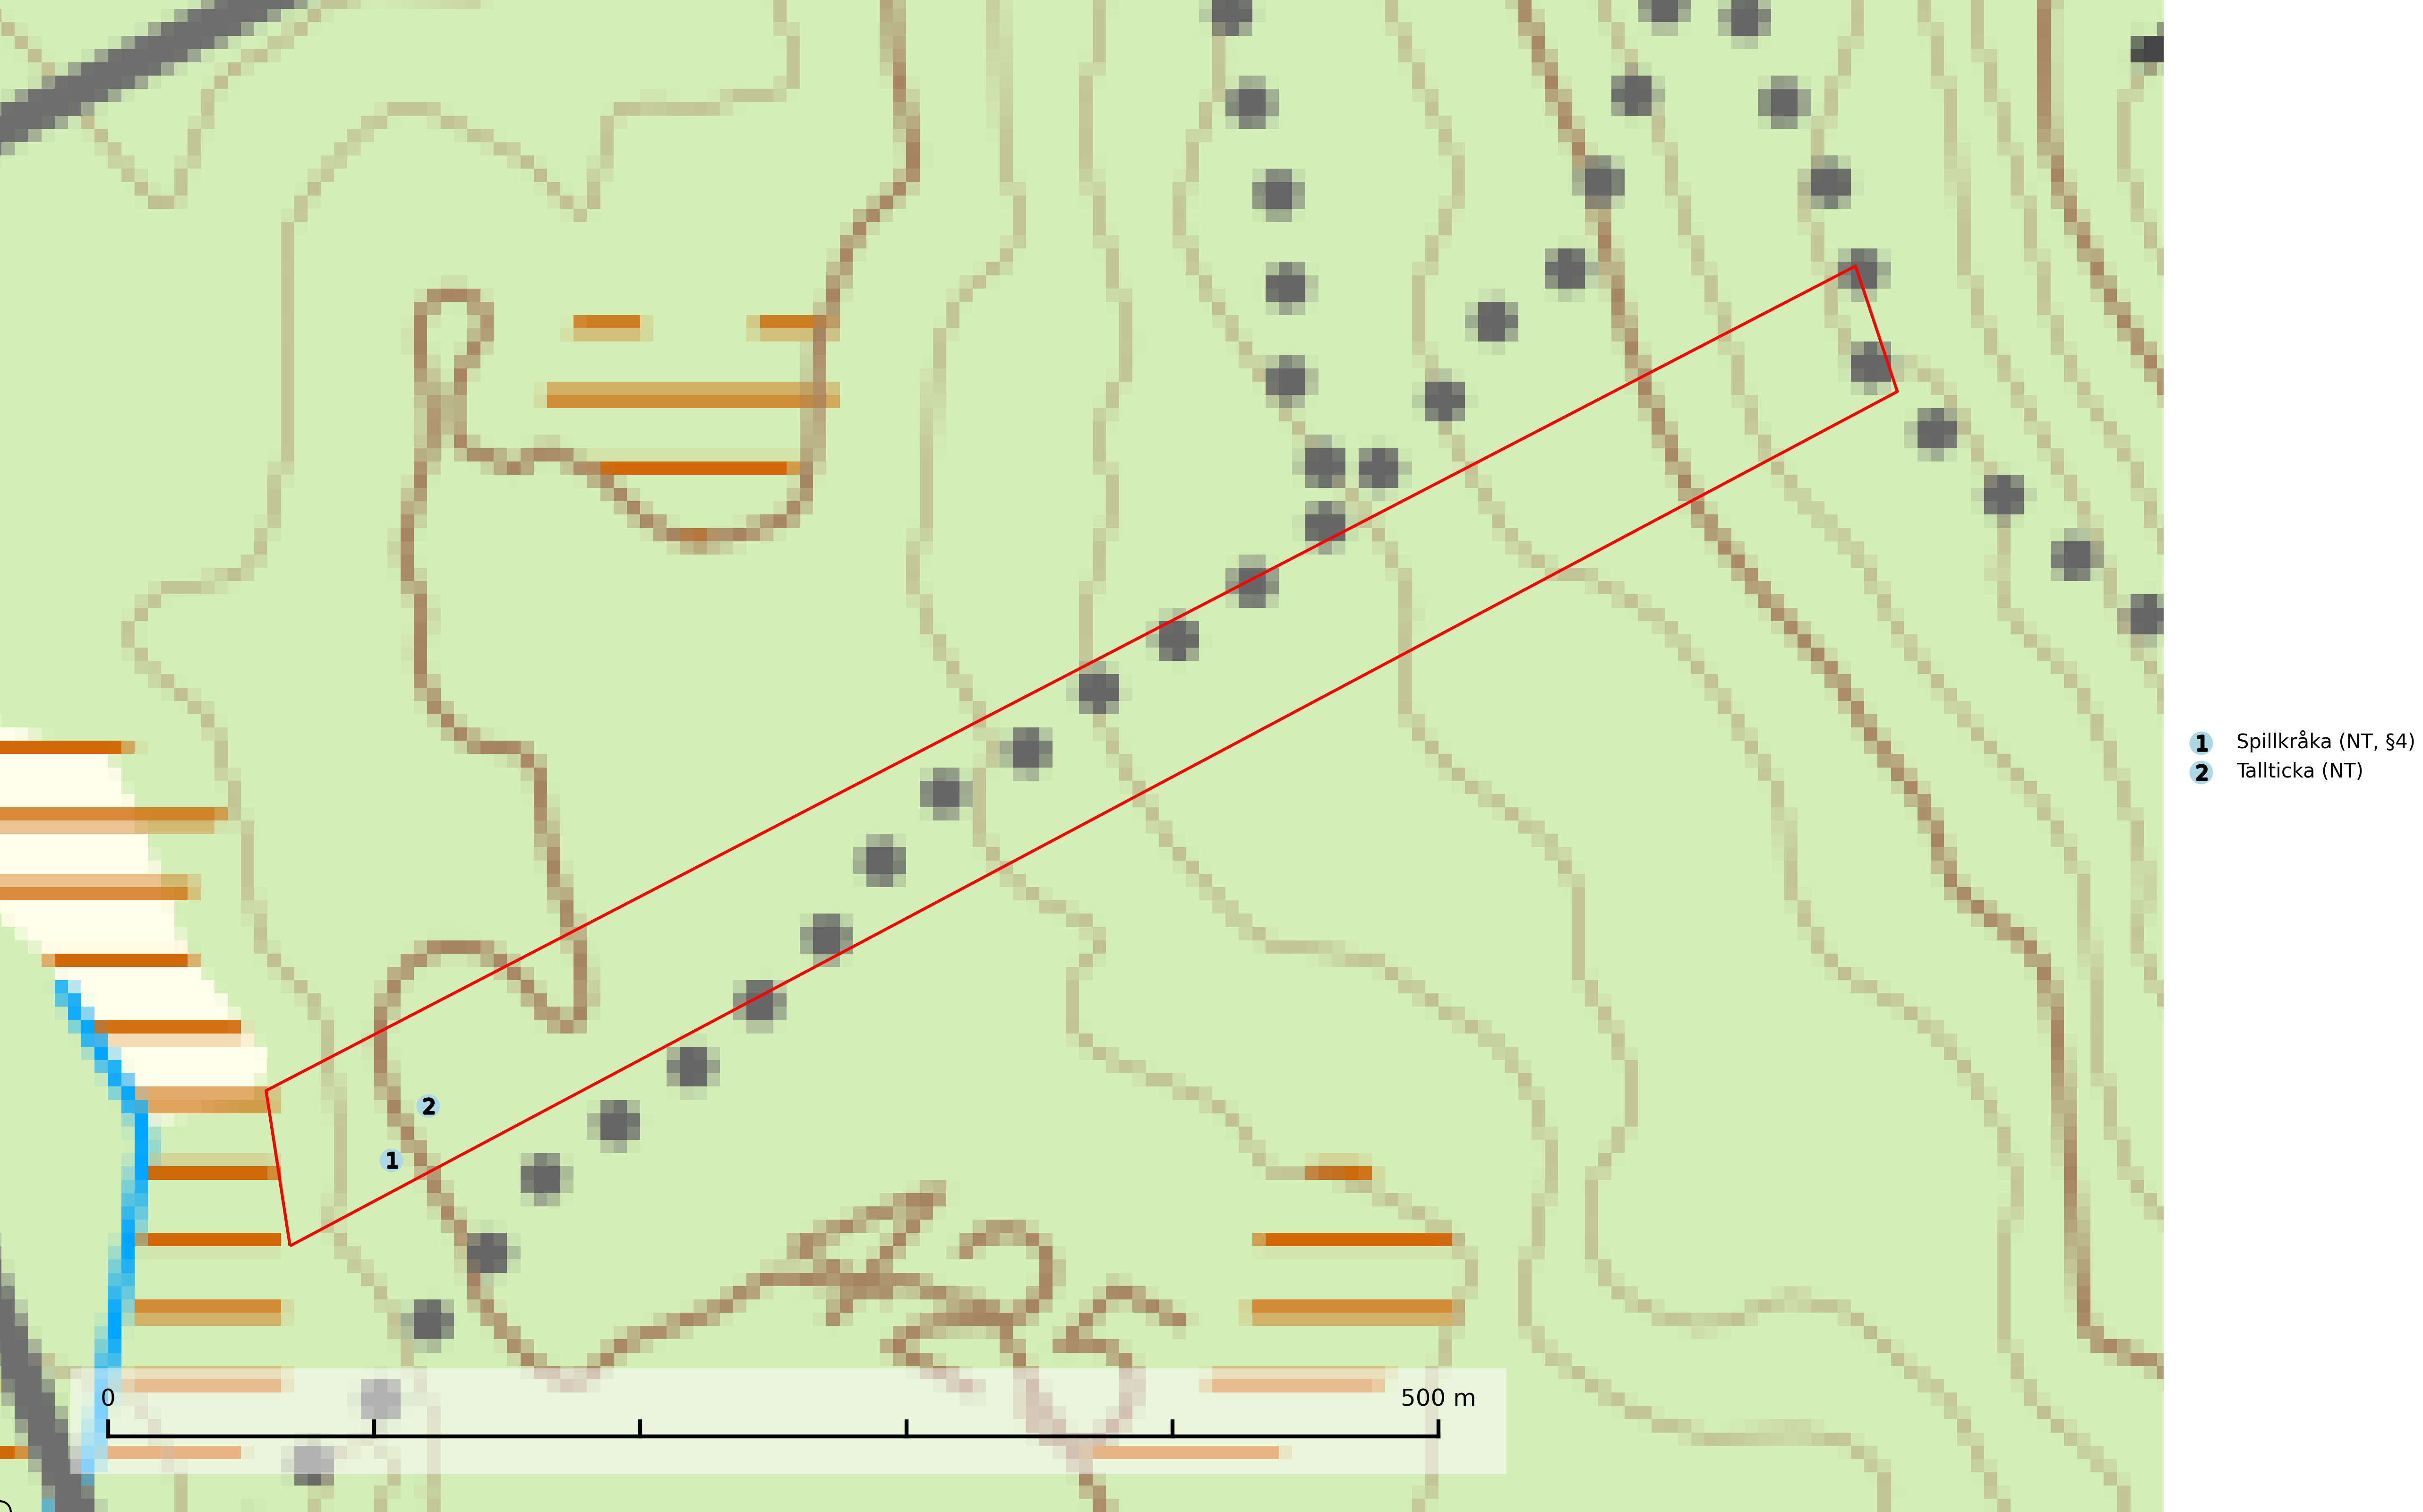 1 Spillkråka (NT, §4)
2 Tallticka (NT)
2
1
0 500 m